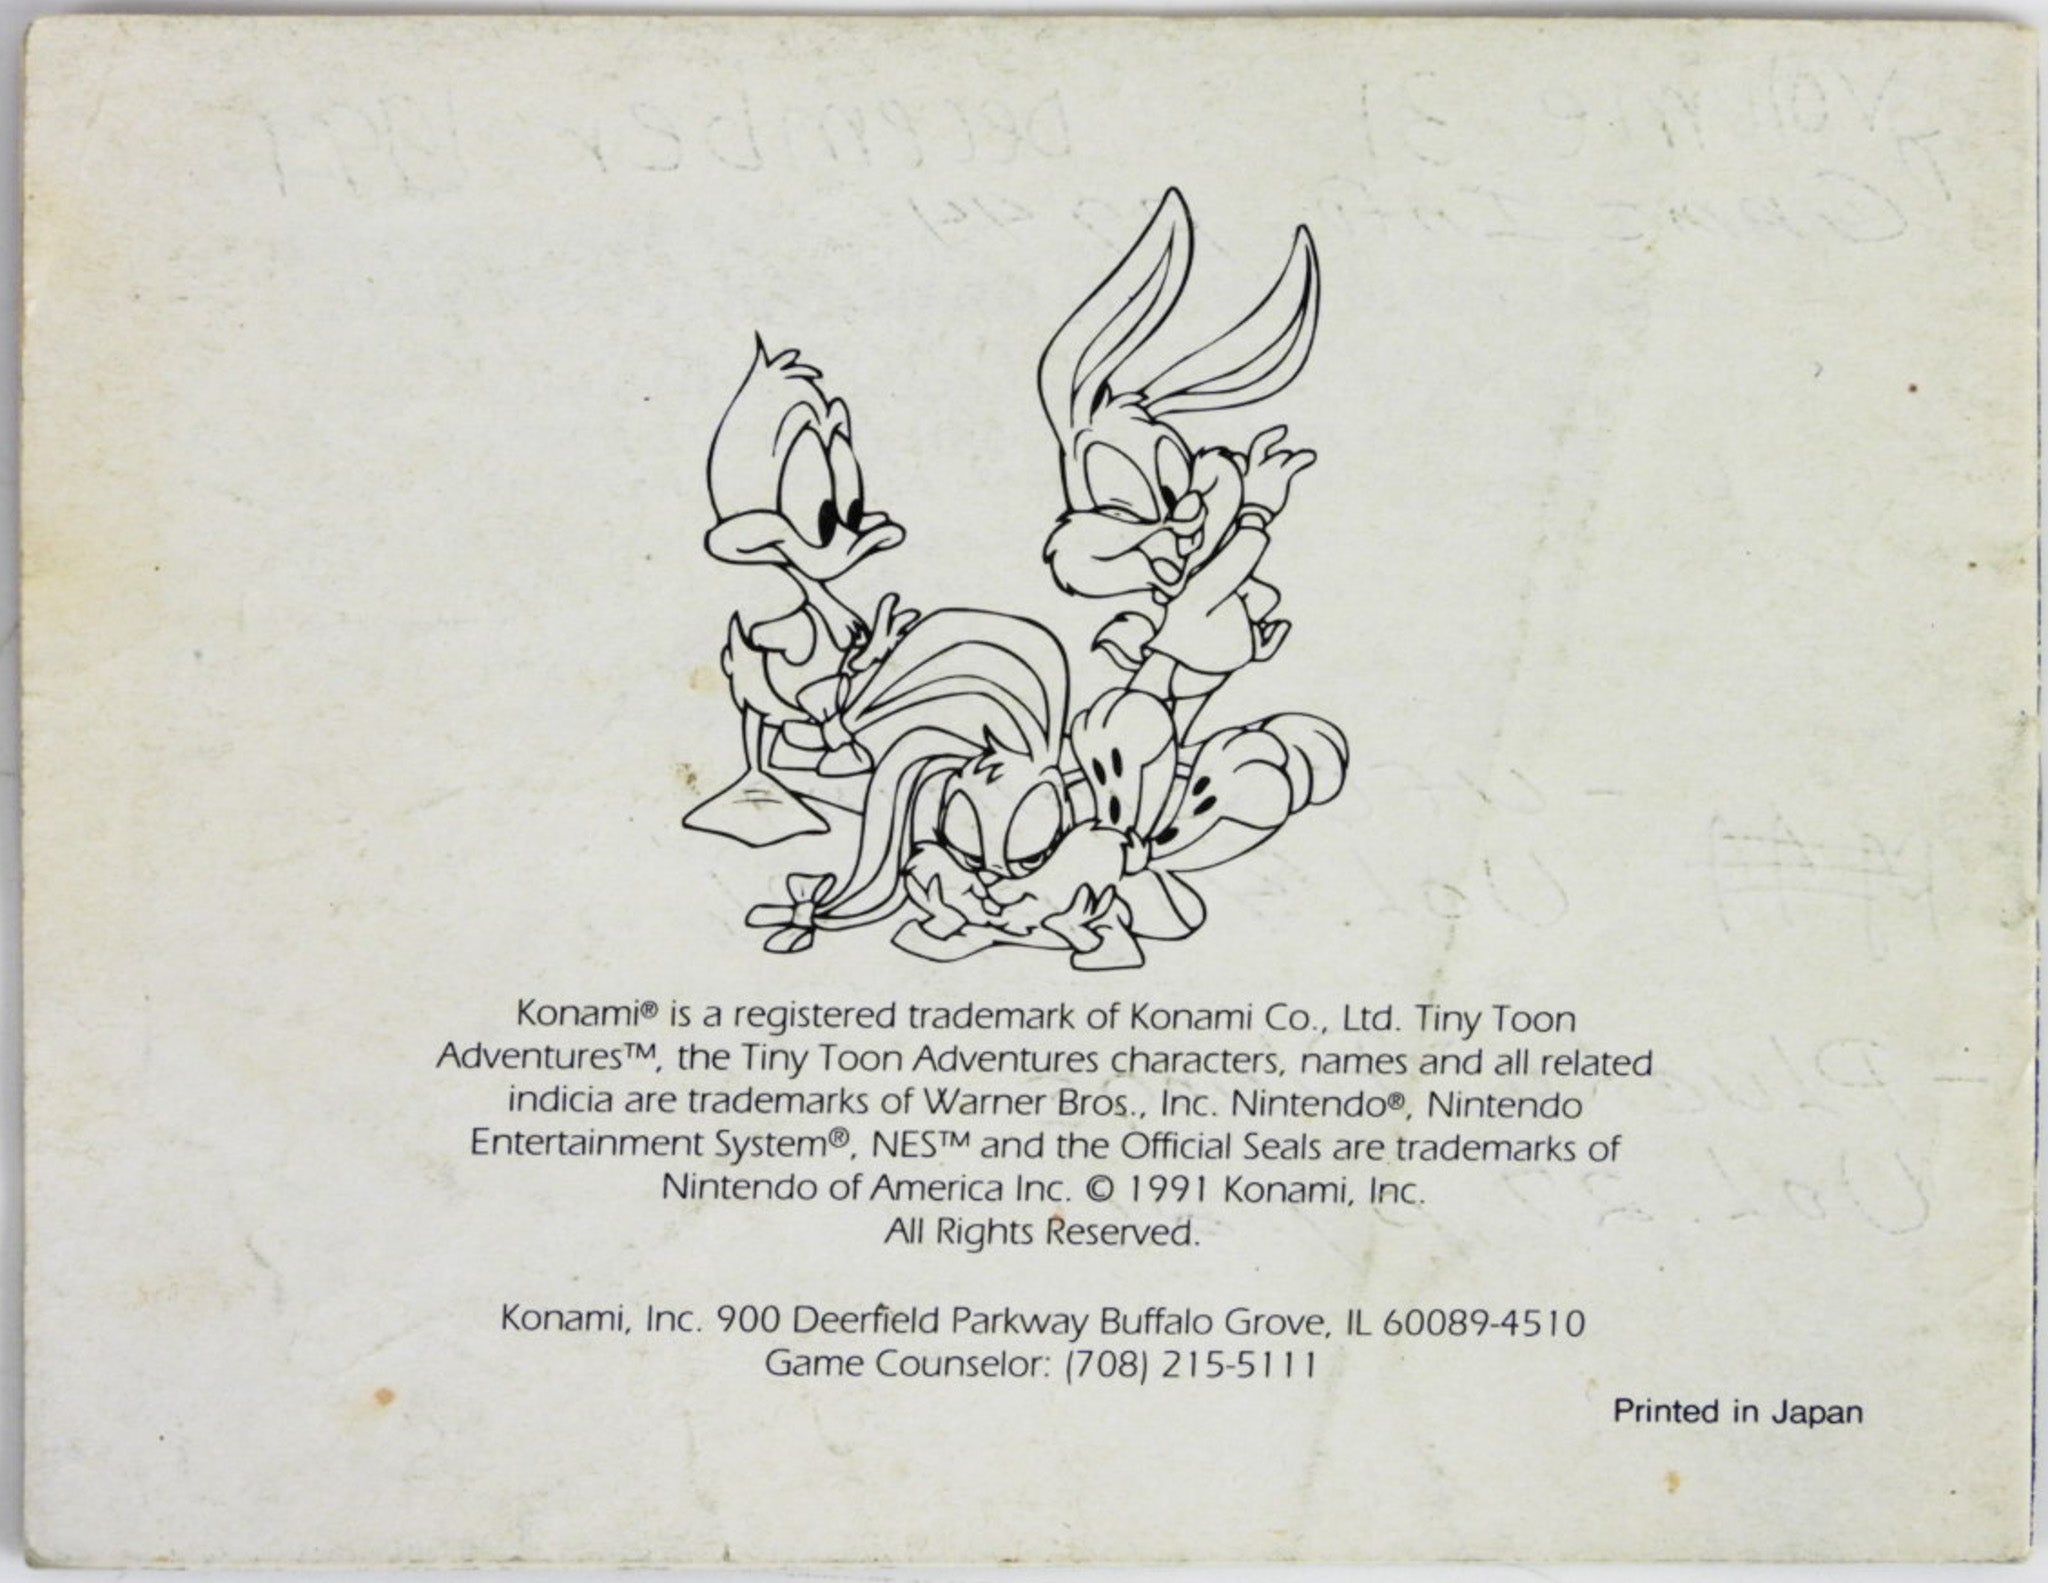 Konami® is a registered trademark of Konami Co., Ltd. Tiny Toon
Adventures™, the Tiny Toon Adventures characters, names and all related
indicia are trademarks of Warner Bros., Inc. Nintendo®, Nintendo
Entertainment System®, NES™ and the Official Seals are trademarks of
Nintendo of America Inc. © 1991 Konami, Inc.
All Rights Reserved.
Konami, Inc. 900 Deerfield Parkway Buffalo Grove, IL 60089-4510
Game Counselor: (708) 215-5111
Printed in Japan